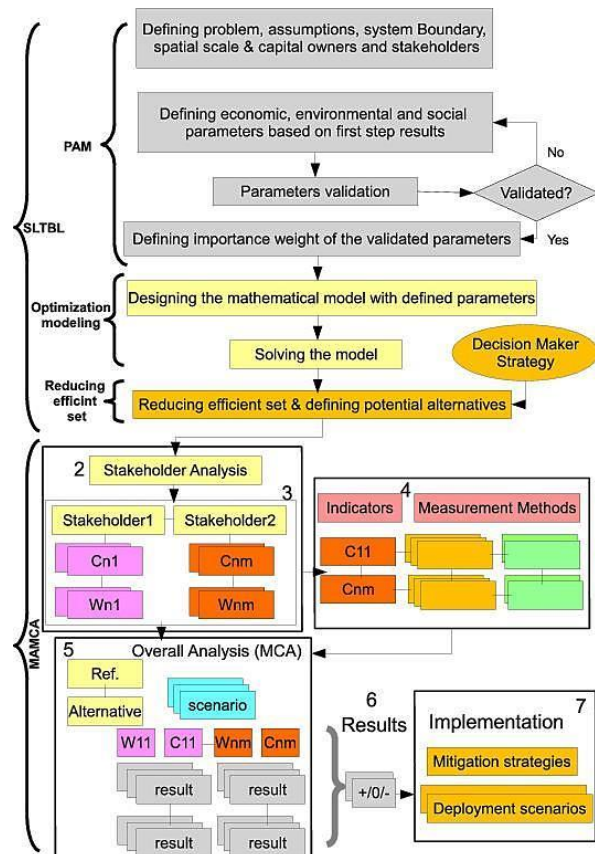 Defining problem, assumptions, system Boundary,
spatial scale & capital owners and stakeholders
Defining economic, environmental and social
parameters based on first step results
No
PAM
Parameters validation
Validated?
SLTBL
Defining importance weight of the validated parameters
Yes
Optimization
modeling
Designing the mathematical model with defined parameters
Solving the model
Decision Maker
Strategy
Reducing
efficint
set
Reducing efficient set & defining potential alternatives
MAMCA
2
Stakeholder Analysis
3
Stakeholder1
Stakeholder2
Cn1
Cnm
Wn1
Wnm
4
Indicators
Measurement Methods
C11
Cnm
5
Overall Analysis (MCA)
Ref.
Alternative
scenario
W11
C11
Wnm
Cnm
result
result
result
result
6
Results
+/0/-
7
Implementation
Mitigation strategies
Deployment scenarios